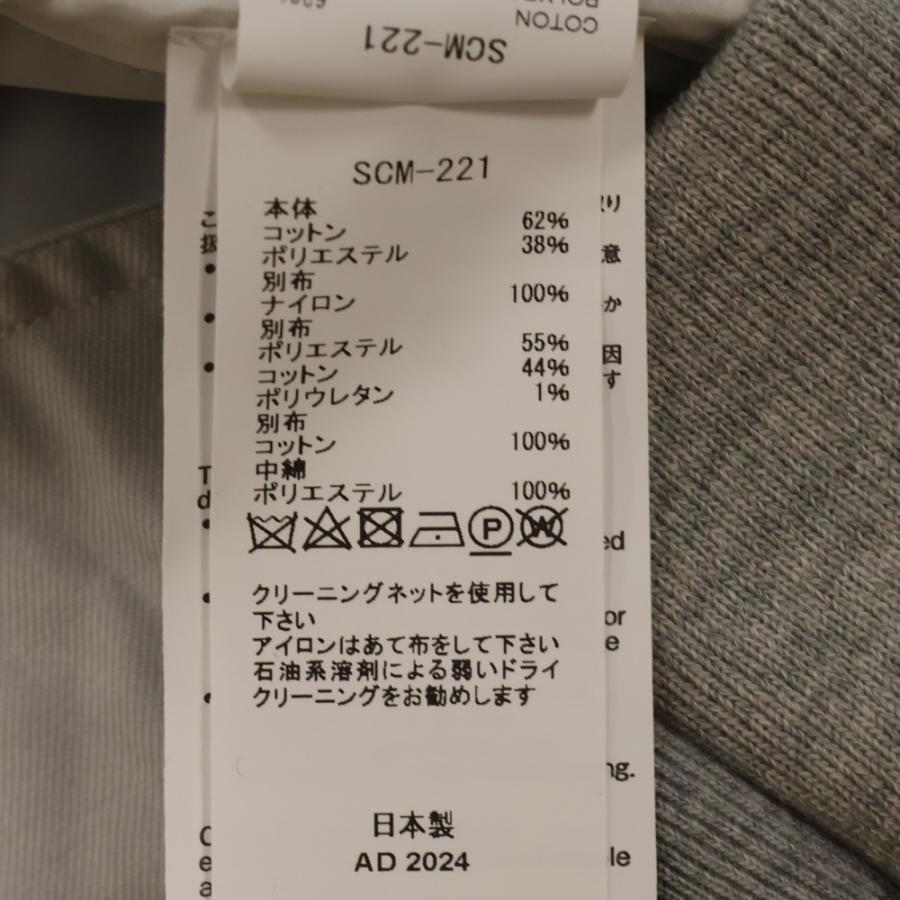 COTTON
SCM-221
SCM-221
本体
コットン 62%
ポリエステル 38%
別布
ナイロン 100%
別布
ポリエステル 55%
コットン 44%
ポリウレタン 1%
別布
コットン 100%
中綿
ポリエステル 100%
P W
クリーニングネットを使用して
下さい
アイロンはあて布をして下さい
石油系溶剤による弱いドライ
クリーニングをお勧めします
日本製
AD 2024